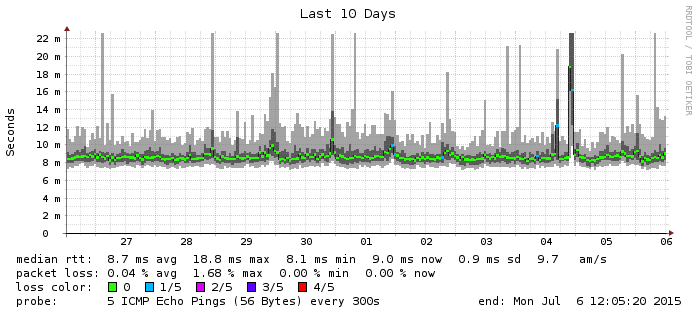 Last 10 Days
RRDTOOL / TOBI OETIKER
Seconds
22 m
20 m
18 m
16 m
14 m
12 m
10 m
8 m
6 m
4 m
2 m
0
27 28 29 30 01 02 03 04 05 06
median rtt: 8.7 ms avg 18.8 ms max 8.1 ms min 9.0 ms now 0.9 ms sd 9.7 am/s
packet loss: 0.04 % avg 1.68 % max 0.00 % min 0.00 % now
loss color: 0 1/5 2/5 3/5 4/5
probe: 5 ICMP Echo Pings (56 Bytes) every 300s end: Mon Jul 6 12:05:20 2015